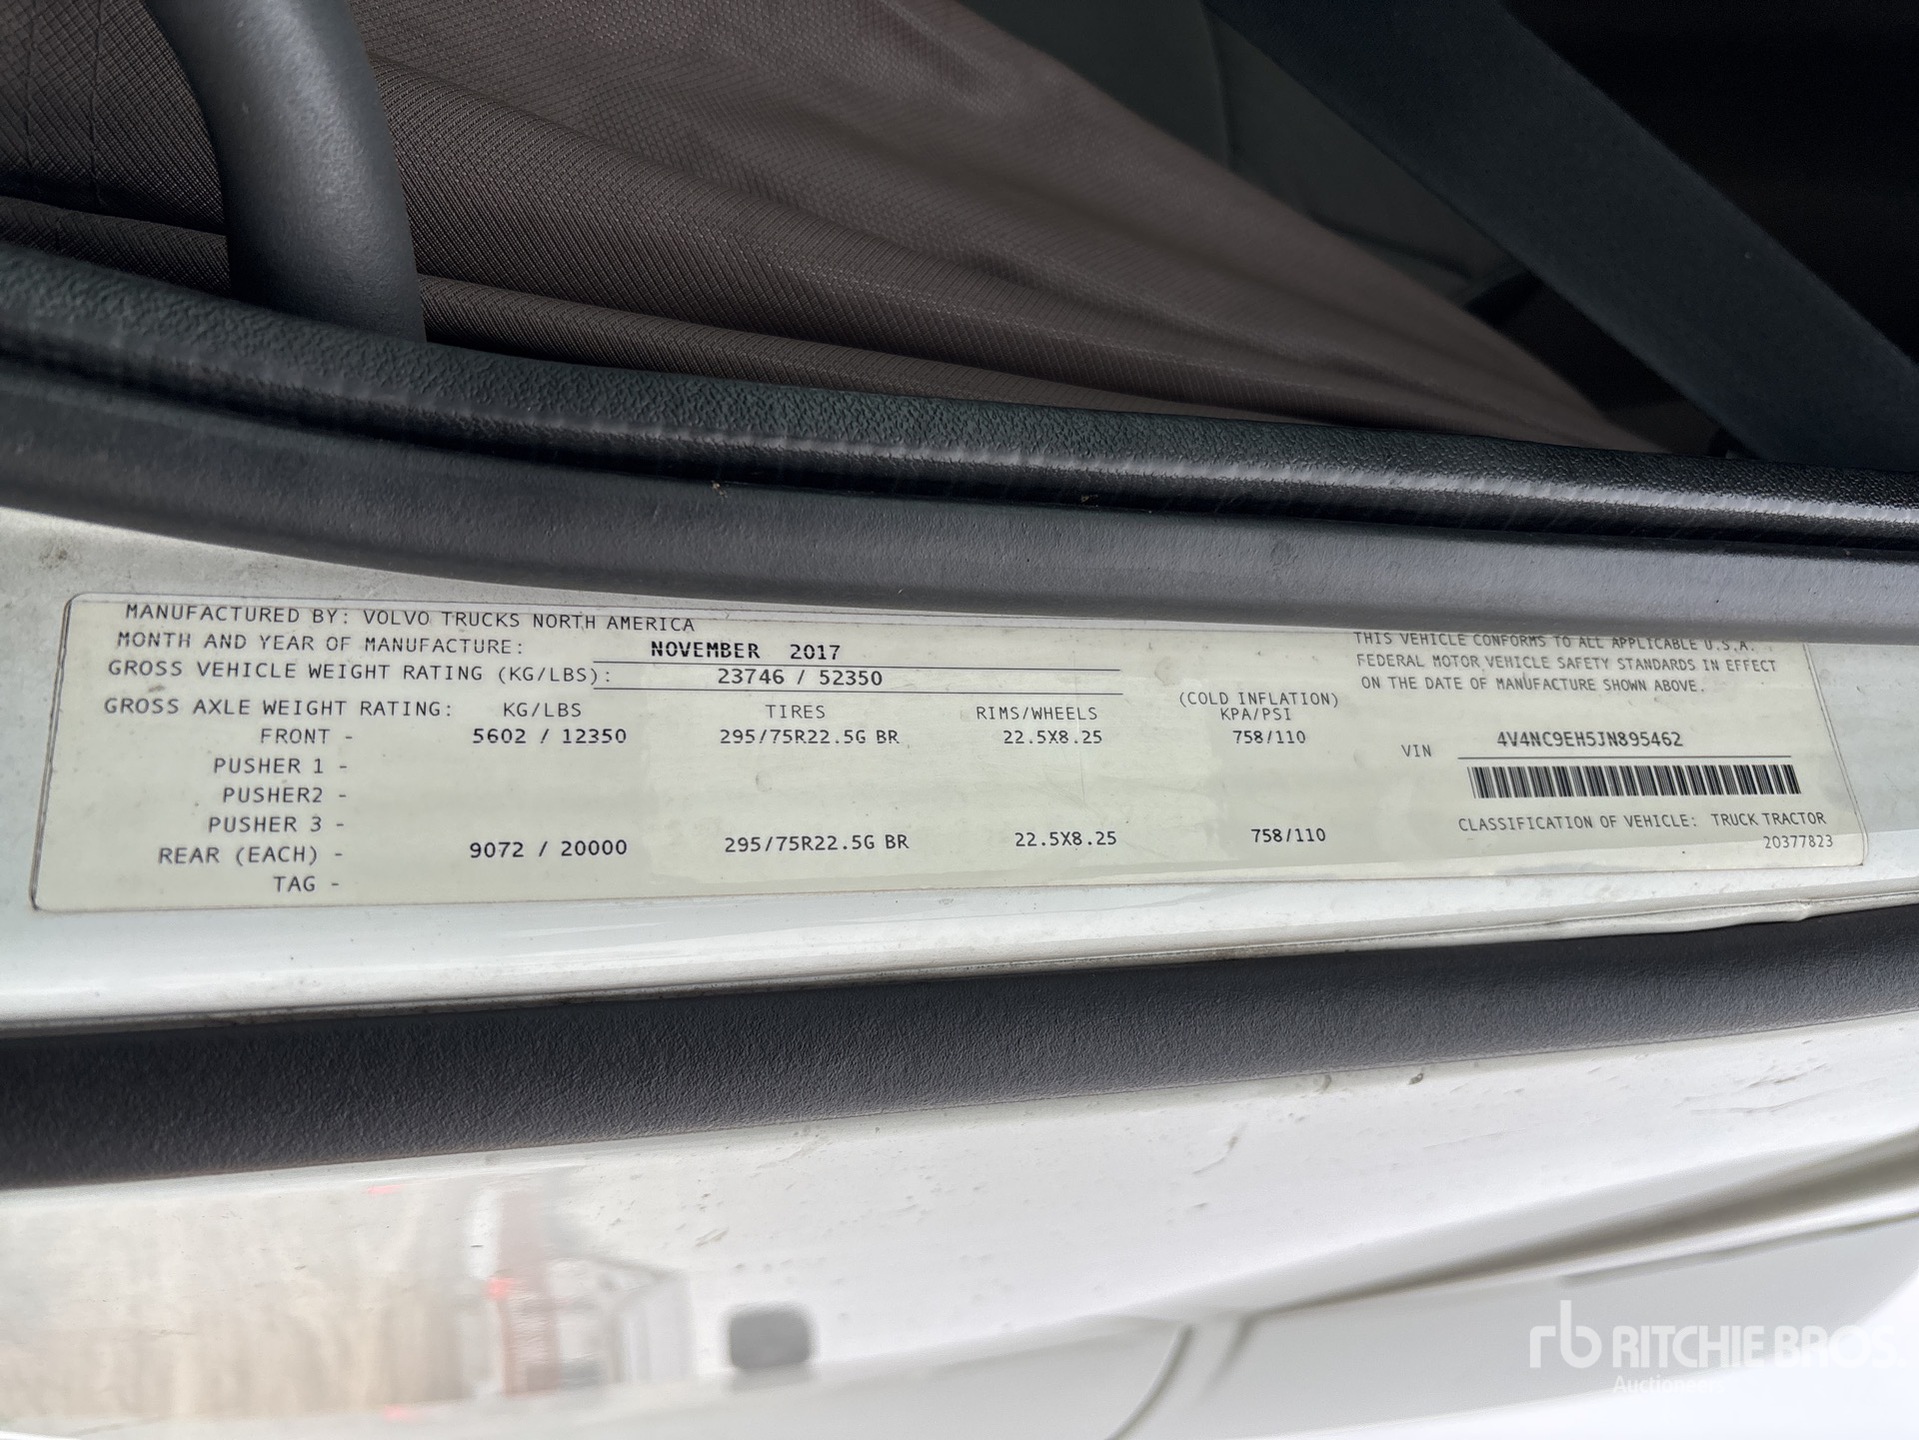 MANUFACTURED BY: VOLVO TRUCKS NORTH AMERICA
MONTH AND YEAR OF MANUFACTURE: NOVEMBER 2017
GROSS VEHICLE WEIGHT RATING (KG/LBS): 23746 / 52350
GROSS AXLE WEIGHT RATING: KG/LBS TIRES RIMS/WHEELS (COLD INFLATION) KPA/PSI
FRONT - 5602 / 12350 295/75R22.5G BR 22.5X8.25 758/110
PUSHER 1 -
PUSHER2 -
PUSHER 3 -
REAR (EACH) - 9072 / 20000 295/75R22.5G BR 22.5X8.25 758/110
TAG -
THIS VEHICLE CONFORMS TO ALL APPLICABLE U.S.A.
FEDERAL MOTOR VEHICLE SAFETY STANDARDS IN EFFECT
ON THE DATE OF MANUFACTURE SHOWN ABOVE.
VIN 4V4NC9EH5JN895462
CLASSIFICATION OF VEHICLE: TRUCK TRACTOR
20377823
rb RITCHIE BROS.
Auctioneers